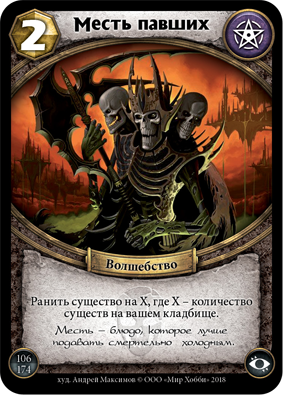 2
Месть павших
Волшебство
Ранить существо на X, где X – количество
существ на вашем кладбище.
Месть – блюдо, которое лучше
подавать смертельно холодным.
106
174
худ. Андрей Максимов © ООО «Мир Хобби» 2018